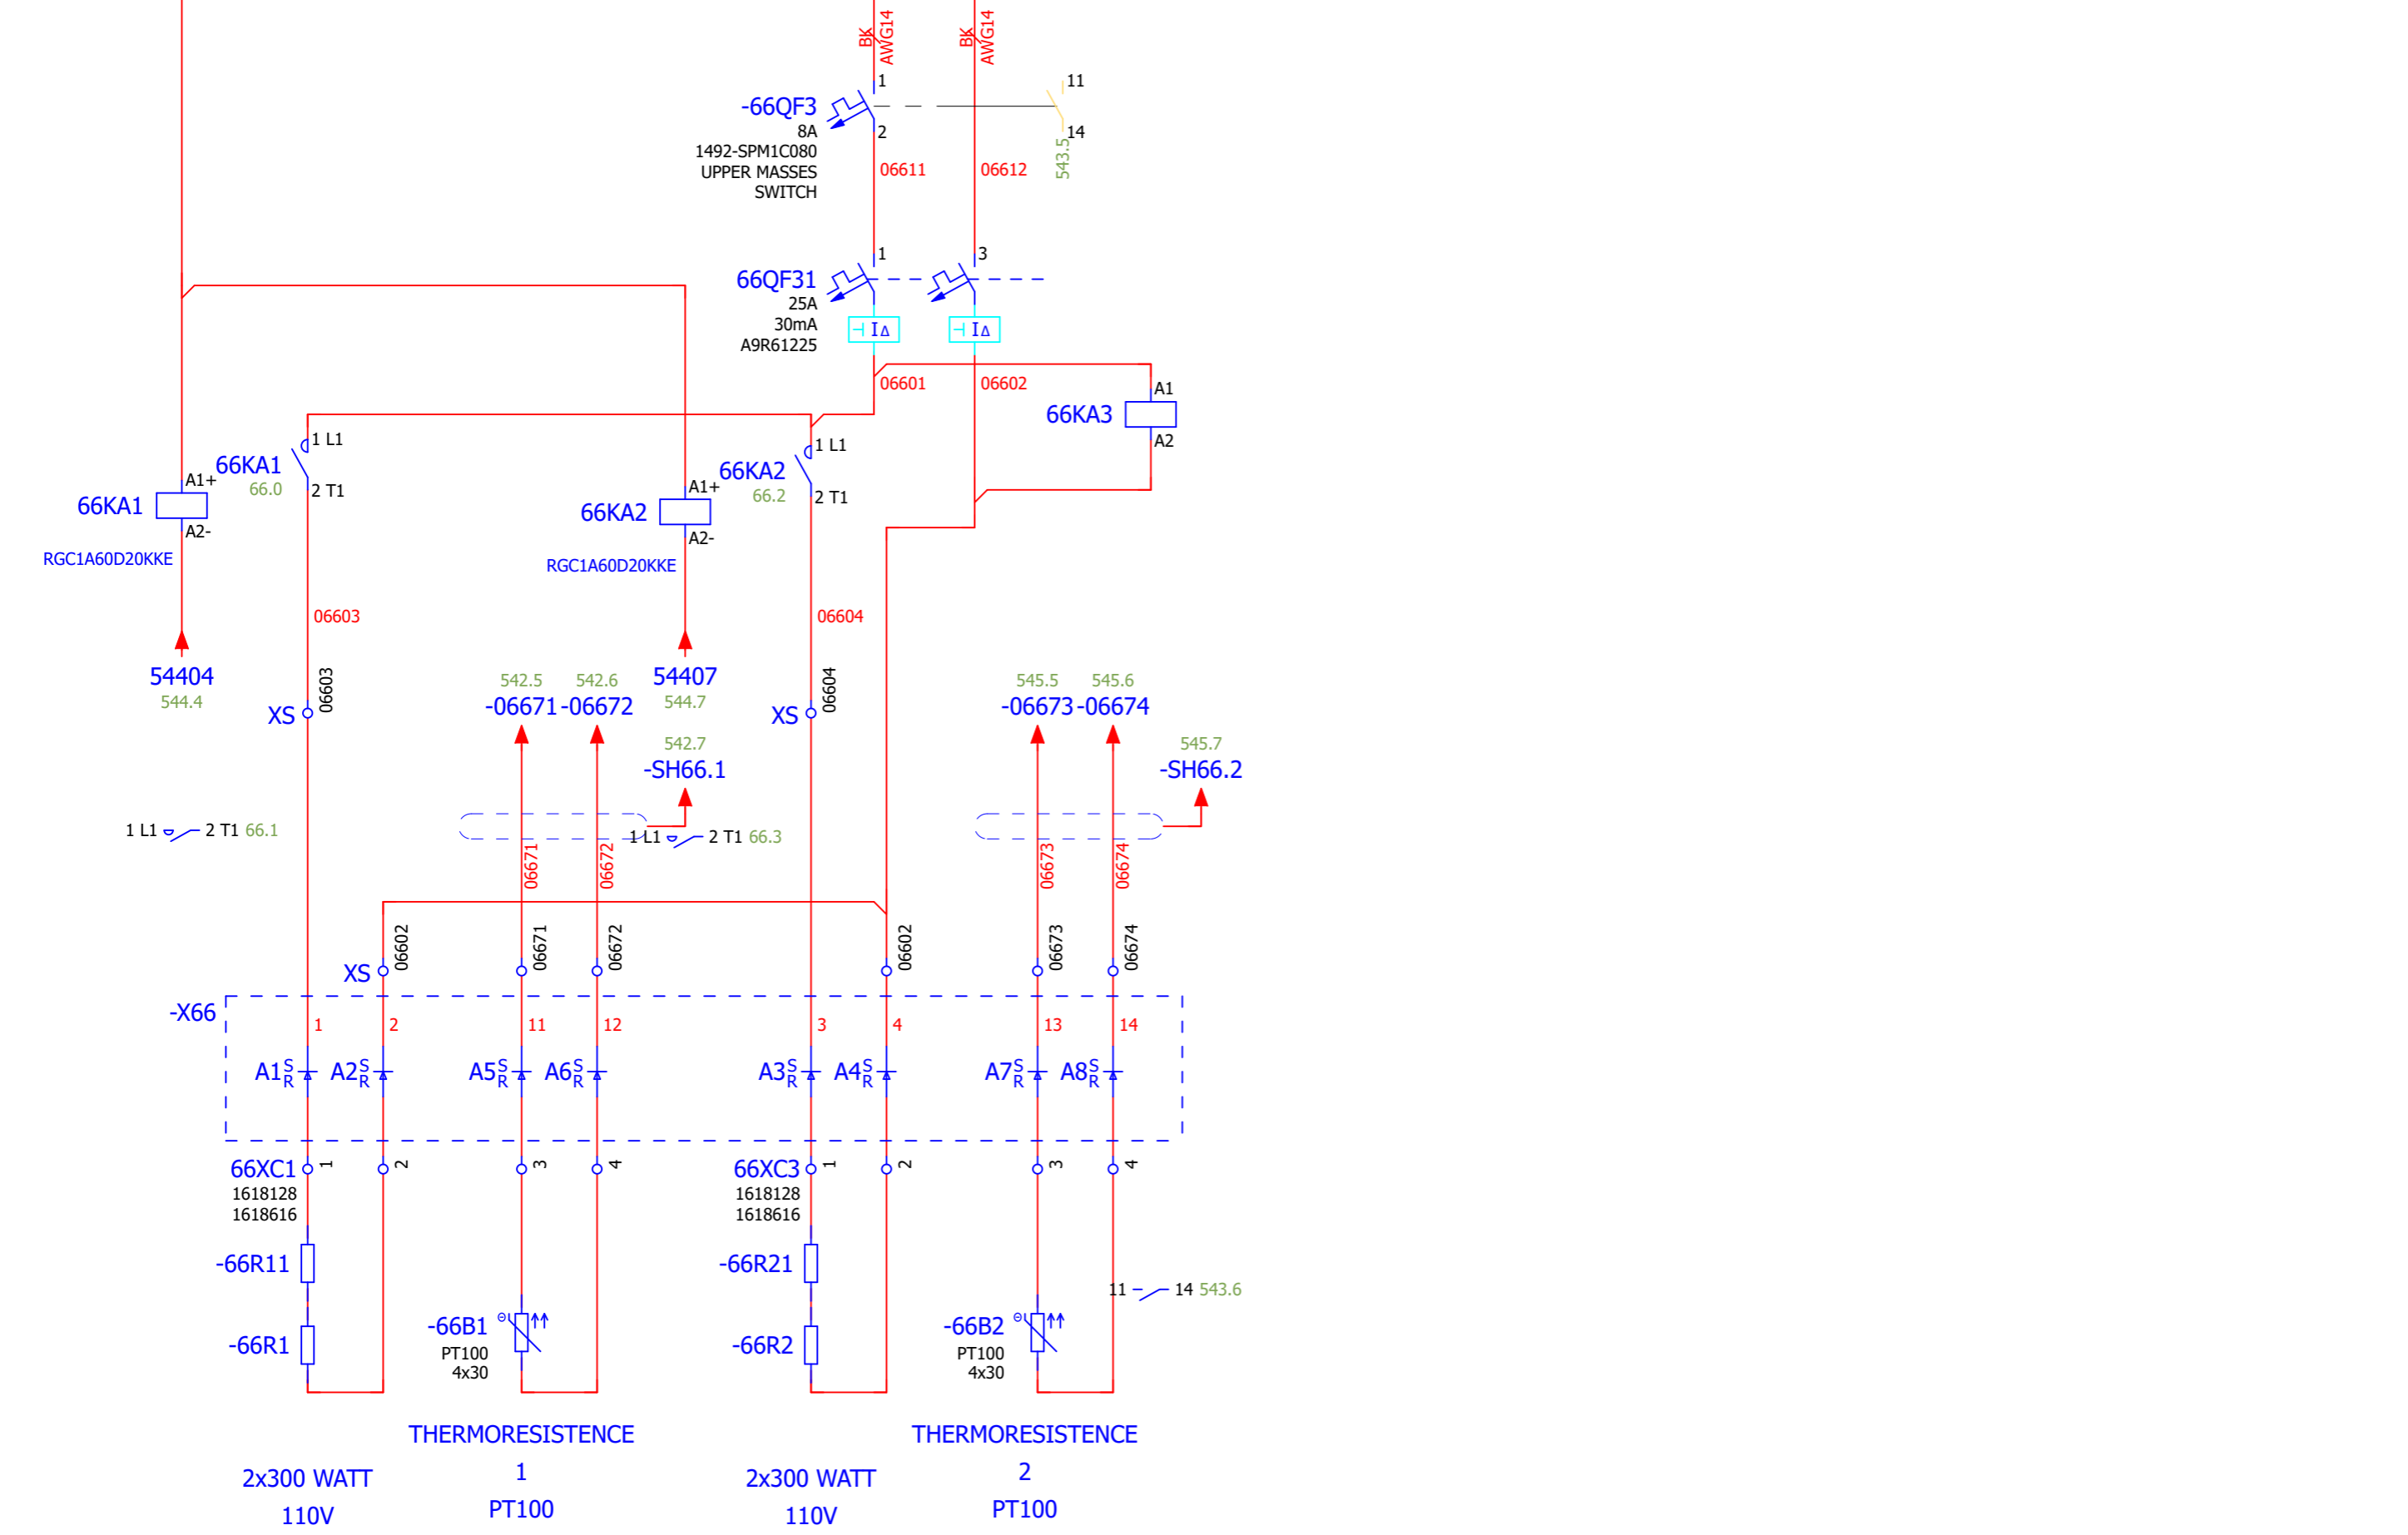 BK
AWG14
BK
AWG14
1
11
-66QF3
8A
2
14
1492-SPM1C080
UPPER MASSES
SWITCH
06611
06612
543.5
1
3
66QF31
25A
30mA
A9R61225
I∆
I∆
06601
06602
A1
66KA3
A2
1 L1
66KA1
66.0
2 T1
1 L1
66KA2
66.2
2 T1
A1+
66KA1
A2-
RGC1A60D20KKE
A1+
66KA2
A2-
RGC1A60D20KKE
06603
06604
54404
544.4
06603
XS
542.5
-06671
542.6
-06672
54407
544.7
06604
XS
545.5
-06673
545.6
-06674
542.7
-SH66.1
545.7
-SH66.2
1 L1
2 T1 66.1
1 L1
2 T1 66.3
06671
06672
06673
06674
XS
06602
06671
06672
06602
06673
06674
-X66
1
2
11
12
3
4
13
14
A1 S R
A2 S R
A5 S R
A6 S R
A3 S R
A4 S R
A7 S R
A8 S R
66XC1
1
2
3
4
66XC3
1
2
3
4
1618128
1618616
1618128
1618616
-66R11
-66R21
11
14 543.6
-66R1
-66B1
Θ
PT100
4x30
-66R2
-66B2
Θ
PT100
4x30
THERMORESISTENCE
1
PT100
THERMORESISTENCE
2
PT100
2x300 WATT
110V
2x300 WATT
110V